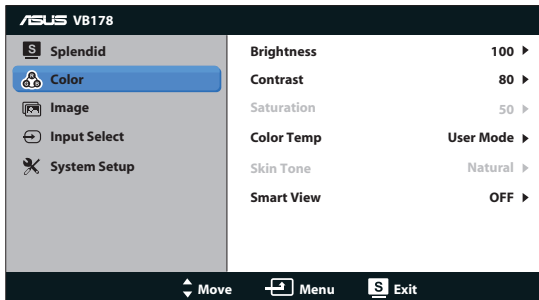 ASUS VB178
S Splendid
Color
Image
Input Select
System Setup
Brightness 100
Contrast 80
Saturation 50
Color Temp User Mode
Skin Tone Natural
Smart View OFF
Move Menu S Exit